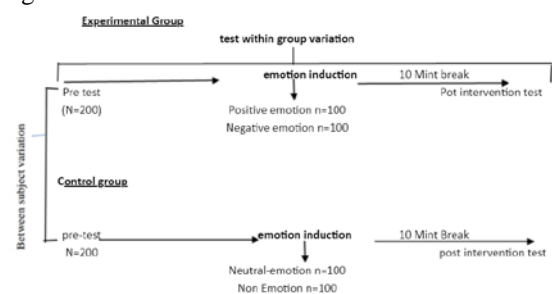 Experimental Group
test within group variation
emotion induction
10 Mint break
Pre test
(N=200)
Pot intervention test
Positive emotion n=100
Negative emotion n=100
Between subject variation
Control group
pre-test
N=200
emotion induction
10 Mint Break
post intervention test
Neutral-emotion n=100
Non Emotion n=100